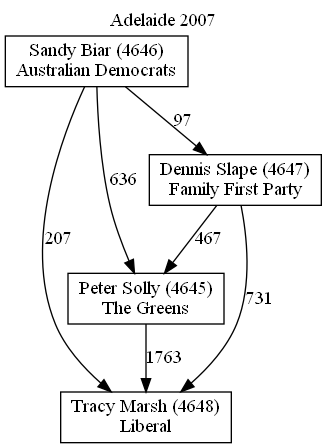 Adelaide 2007
Sandy Biar (4646)
Australian Democrats
97
Dennis Slape (4647)
Family First Party
636
207
467
Peter Solly (4645)
The Greens
731
1763
Tracy Marsh (4648)
Liberal